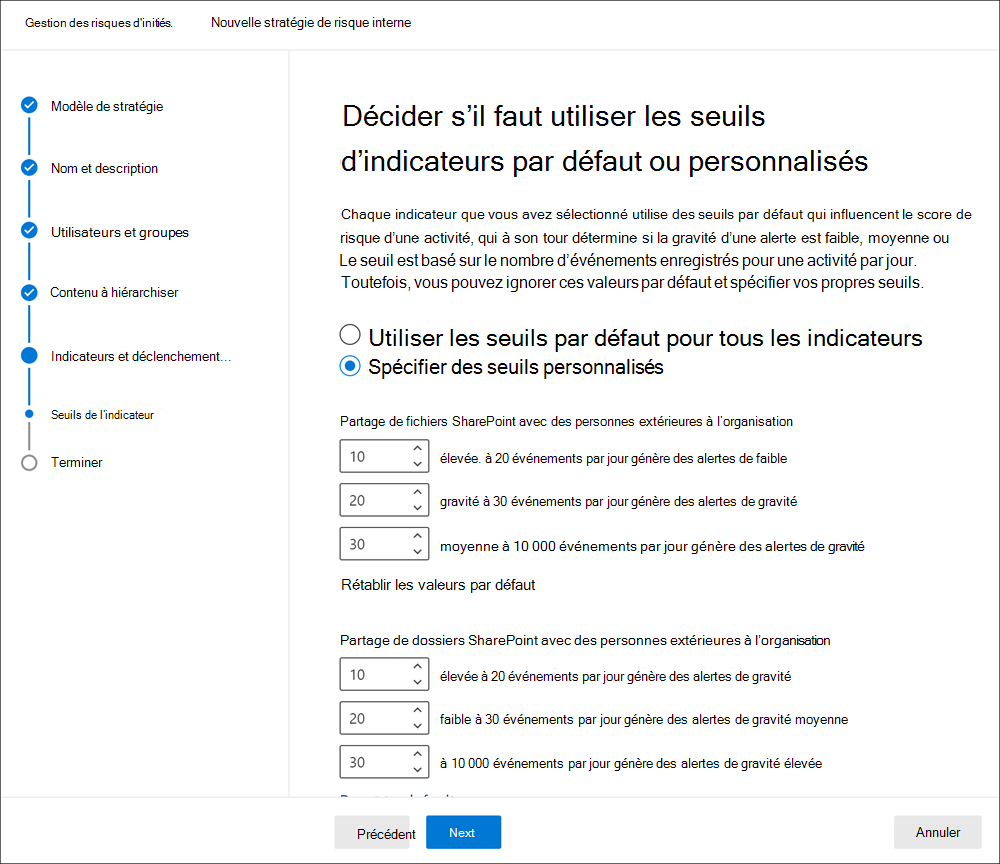 Gestion des risques d'initiés.
Nouvelle stratégie de risque interne
Modèle de stratégie
Nom et description
Utilisateurs et groupes
Contenu à hiérarchiser
Indicateurs et déclenchement...
Seuils de l'indicateur
Terminer
Décider s'il faut utiliser les seuils
d'indicateurs par défaut ou personnalisés
Chaque indicateur que vous avez sélectionné utilise des seuils par défaut qui influencent le score de
risque d'une activité, qui à son tour détermine si la gravité d'une alerte est faible, moyenne ou
Le seuil est basé sur le nombre d'événements enregistrés pour une activité par jour.
Toutefois, vous pouvez ignorer ces valeurs par défaut et spécifier vos propres seuils.
Utiliser les seuils par défaut pour tous les indicateurs
Spécifier des seuils personnalisés
Partage de fichiers SharePoint avec des personnes extérieures à l'organisation
10 élevée. à 20 événements par jour génère des alertes de faible
20 gravité à 30 événements par jour génère des alertes de gravité
30 moyenne à 10 000 événements par jour génère des alertes de gravité
Rétablir les valeurs par défaut
Partage de dossiers SharePoint avec des personnes extérieures à l'organisation
10 élevée à 20 événements par jour génère des alertes de gravité
20 faible à 30 événements par jour génère des alertes de gravité moyenne
30 à 10 000 événements par jour génère des alertes de gravité élevée
Précédent
Next
Annuler